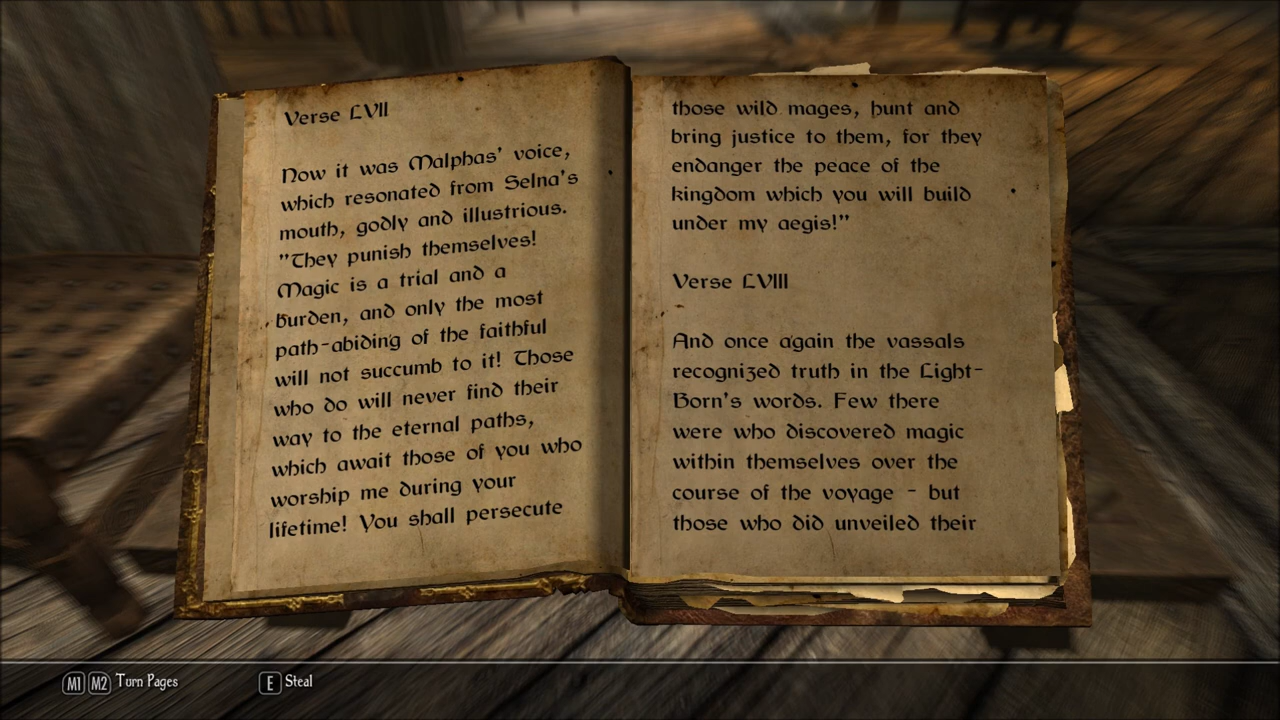 Verse LVII
Now it was Malphas' voice,
which resonated from Selna's
mouth, godly and illustrious.
"They punish themselves!
Magic is a trial and a
burden, and only the most
path-abiding of the faithful
will not succumb to it! Those
who do will never find their
way to the eternal paths,
which await those of you who
worship me during your
lifetime! You shall persecute
those wild mages, hunt and
bring justice to them, for they
endanger the peace of the
kingdom which you will build
under my aegis!"
Verse LVIII
And once again the vassals
recognized truth in the Light-
Born's words. Few there
were who discovered magic
within themselves over the
course of the voyage - but
those who did unveiled their
M1 M2 Turn Pages
E Steal